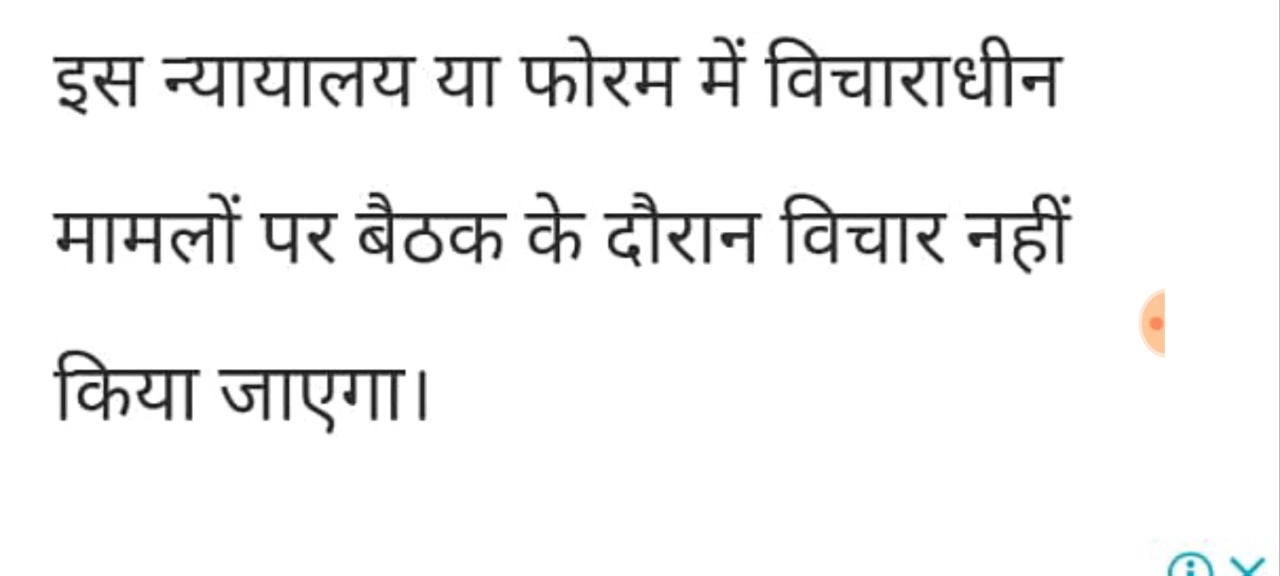 इस न्यायालय या फोरम में विचाराधीन
मामलों पर बैठक के दौरान विचार नहीं
किया जाएगा।